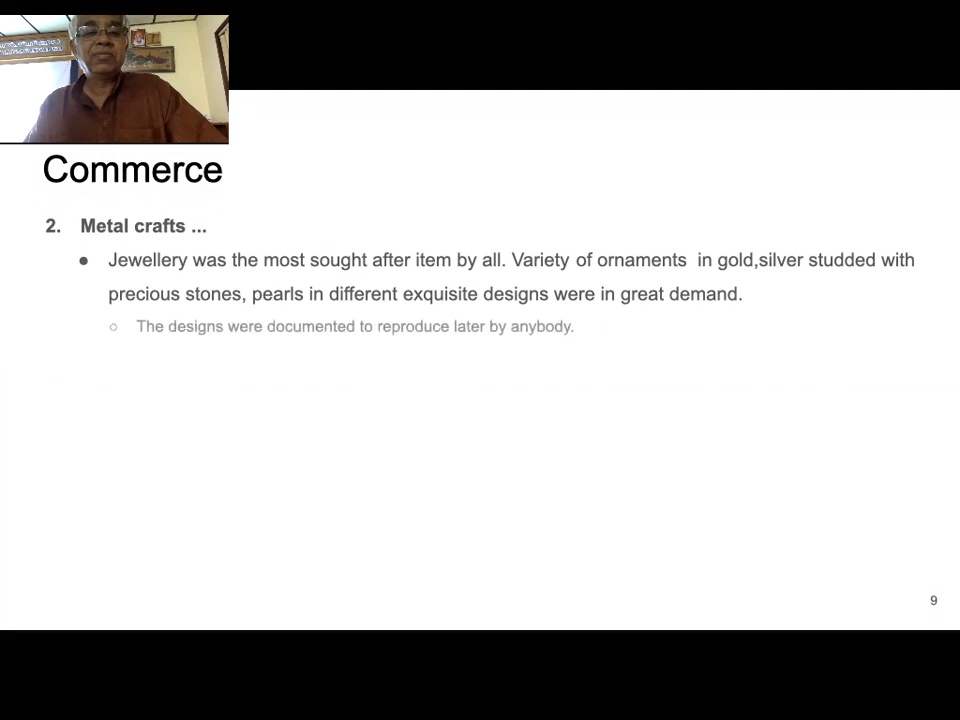 Commerce
2. Metal crafts ...
● Jewellery was the most sought after item by all. Variety of ornaments in gold,silver studded with
precious stones, pearls in different exquisite designs were in great demand.
○ The designs were documented to reproduce later by anybody.
9